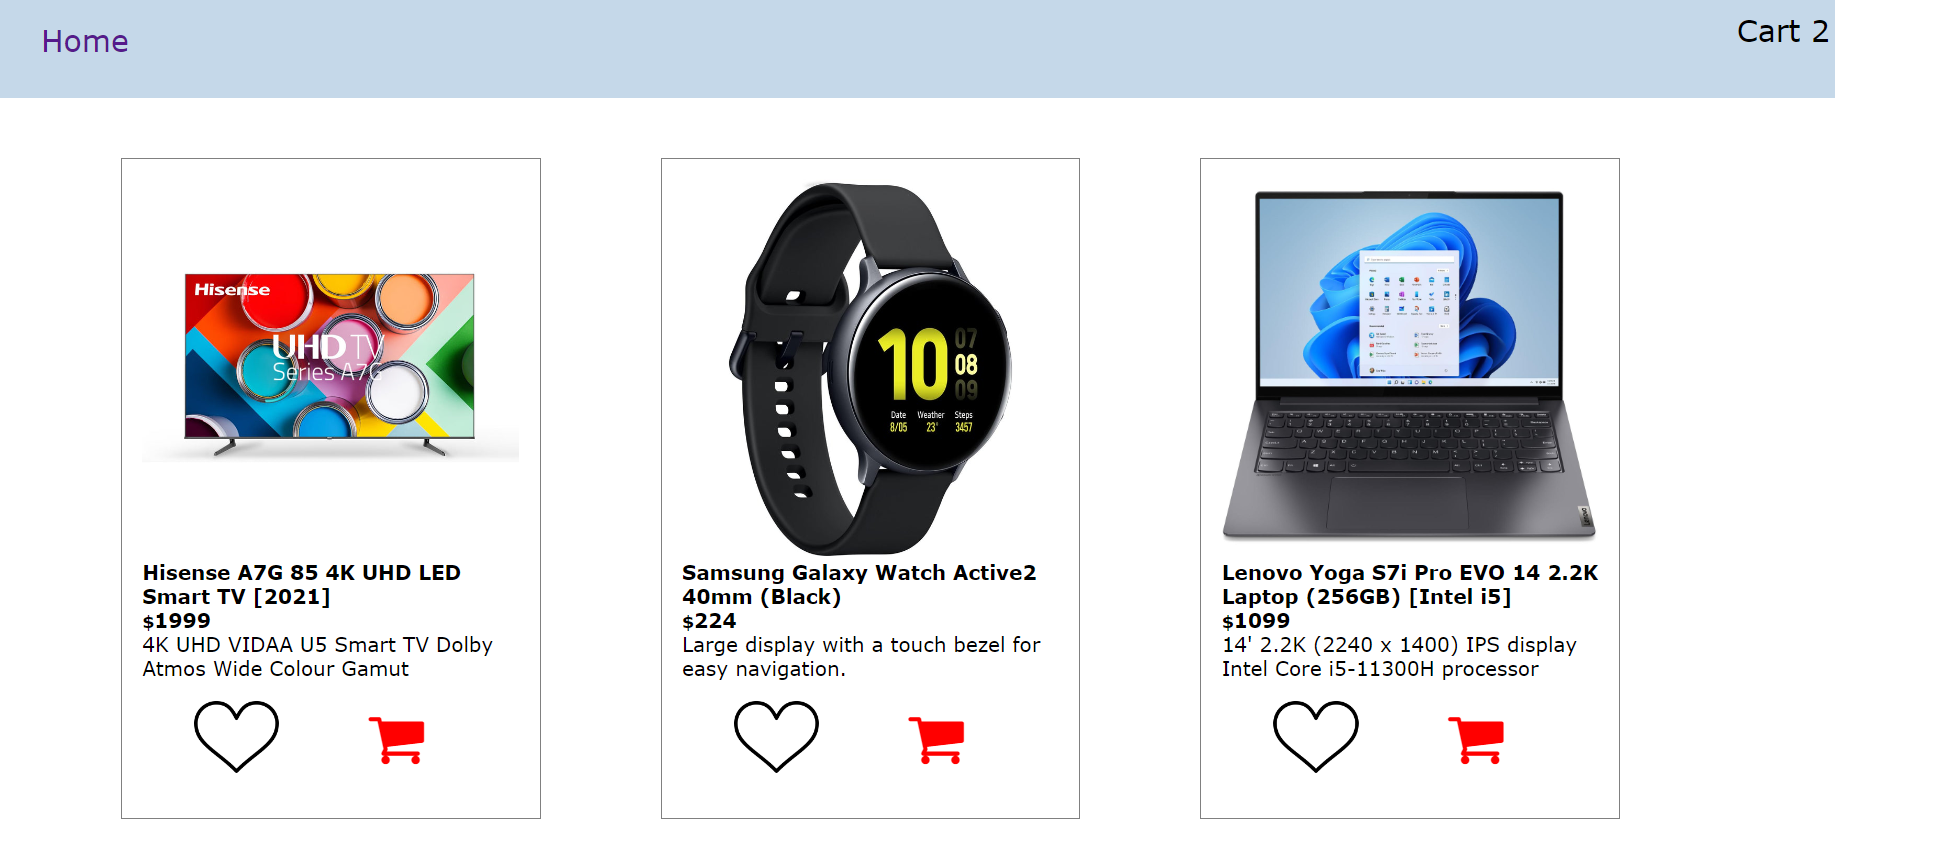 Home
Cart 2
Hisense
UHD TV
Series A7G
Hisense A7G 85 4K UHD LED
Smart TV [2021]
$1999
4K UHD VIDAA U5 Smart TV Dolby
Atmos Wide Colour Gamut
10
07
08
09
Date Weather Steps
8/05 23° 3457
Samsung Galaxy Watch Active2
40mm (Black)
$224
Large display with a touch bezel for
easy navigation.
Lenovo
Lenovo Yoga S7i Pro EVO 14 2.2K
Laptop (256GB) [Intel i5]
$1099
14' 2.2K (2240 x 1400) IPS display
Intel Core i5-11300H processor